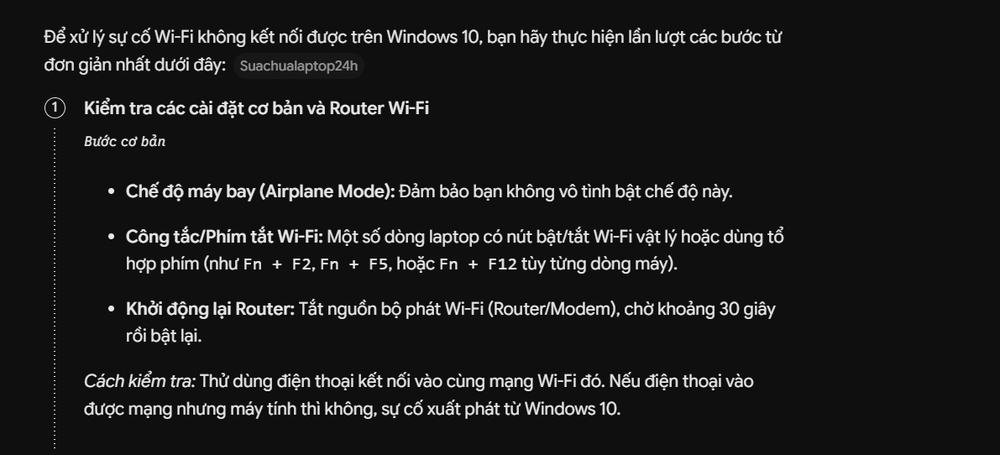 Để xử lý sự cố Wi-Fi không kết nối được trên Windows 10, bạn hãy thực hiện lần lượt các bước từ
đơn giản nhất dưới đây: Suachualaptop24h
1 Kiểm tra các cài đặt cơ bản và Router Wi-Fi
Bước cơ bản
• Chế độ máy bay (Airplane Mode): Đảm bảo bạn không vô tình bật chế độ này.
• Công tắc/Phím tắt Wi-Fi: Một số dòng laptop có nút bật/tắt Wi-Fi vật lý hoặc dùng tổ
hợp phím (như Fn + F2, Fn + F5, hoặc Fn + F12 tùy từng dòng máy).
• Khởi động lại Router: Tắt nguồn bộ phát Wi-Fi (Router/Modem), chờ khoảng 30 giây
rồi bật lại.
Cách kiểm tra: Thử dùng điện thoại kết nối vào cùng mạng Wi-Fi đó. Nếu điện thoại vào
được mạng nhưng máy tính thì không, sự cố xuất phát từ Windows 10.